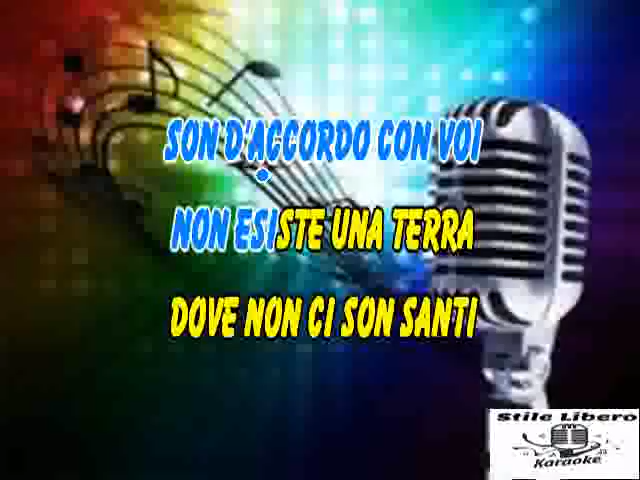 SON D'ACCORDO CON VOI
NON ESISTE UNA TERRA
DOVE NON CI SON SANTI
Stile Libero
Karaoke